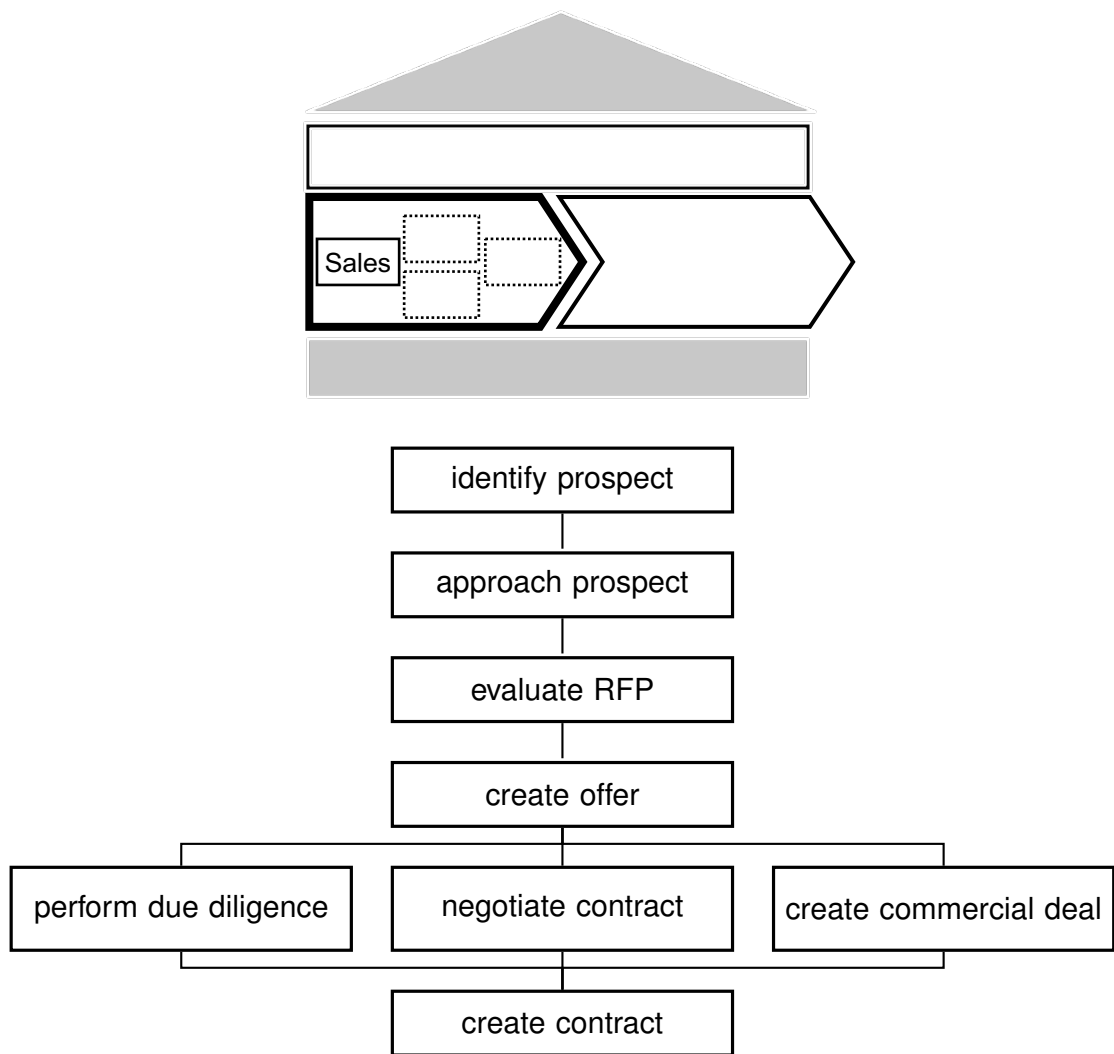 Sales
identify prospect
approach prospect
evaluate RFP
create offer
perform due diligence
negotiate contract
create commercial deal
create contract